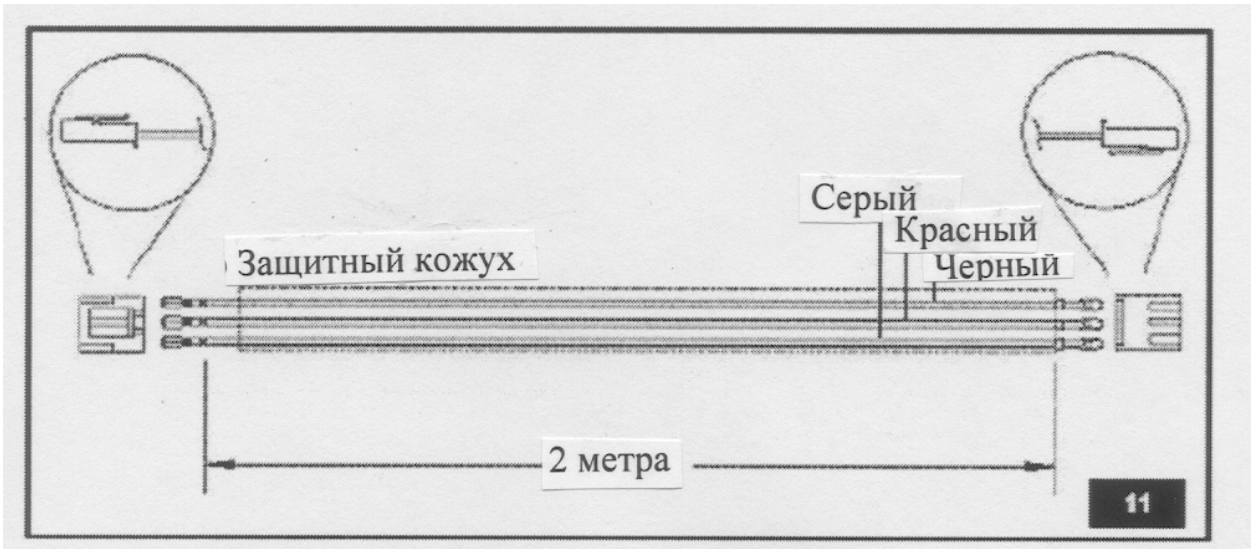 Серый
Красный
Черный
Защитный кожух
2 метра
11